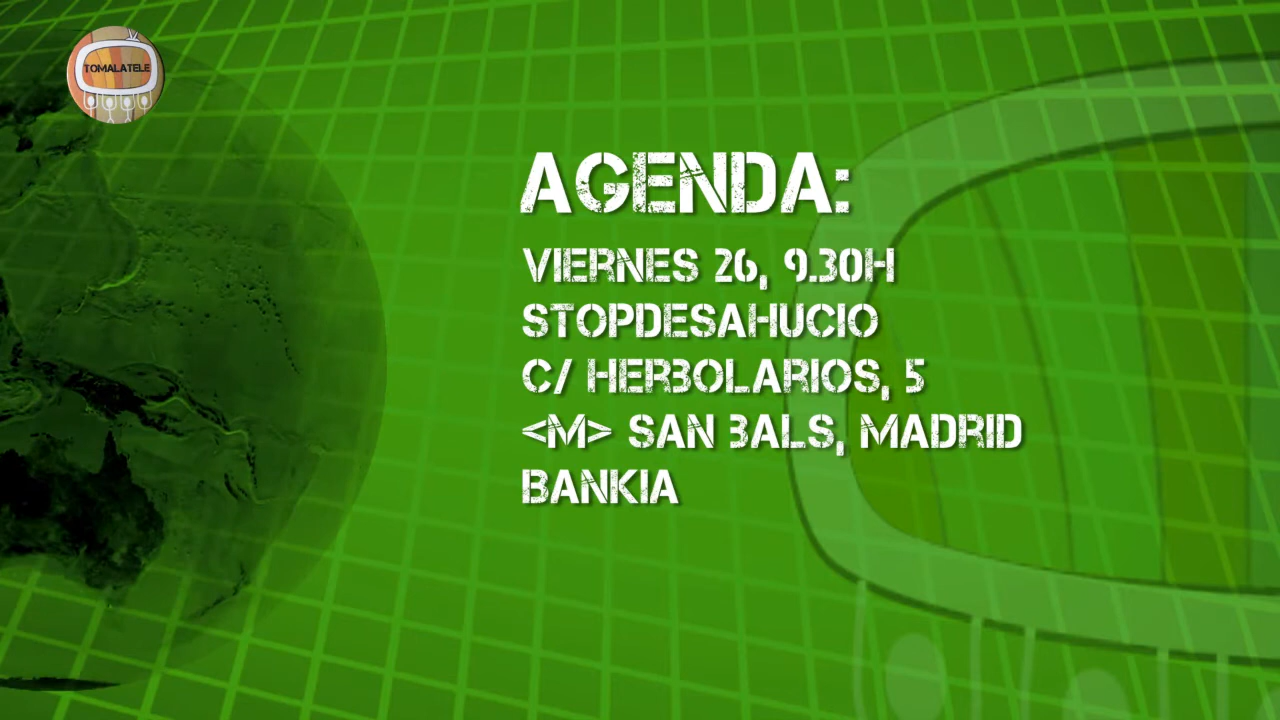 TOMALATELE
AGENDA:
VIERNES 26, 9.30H
STOPDESAHUCIO
C/ HERBOLARIOS, 5
<M> SAN BALS, MADRID
BANKIA